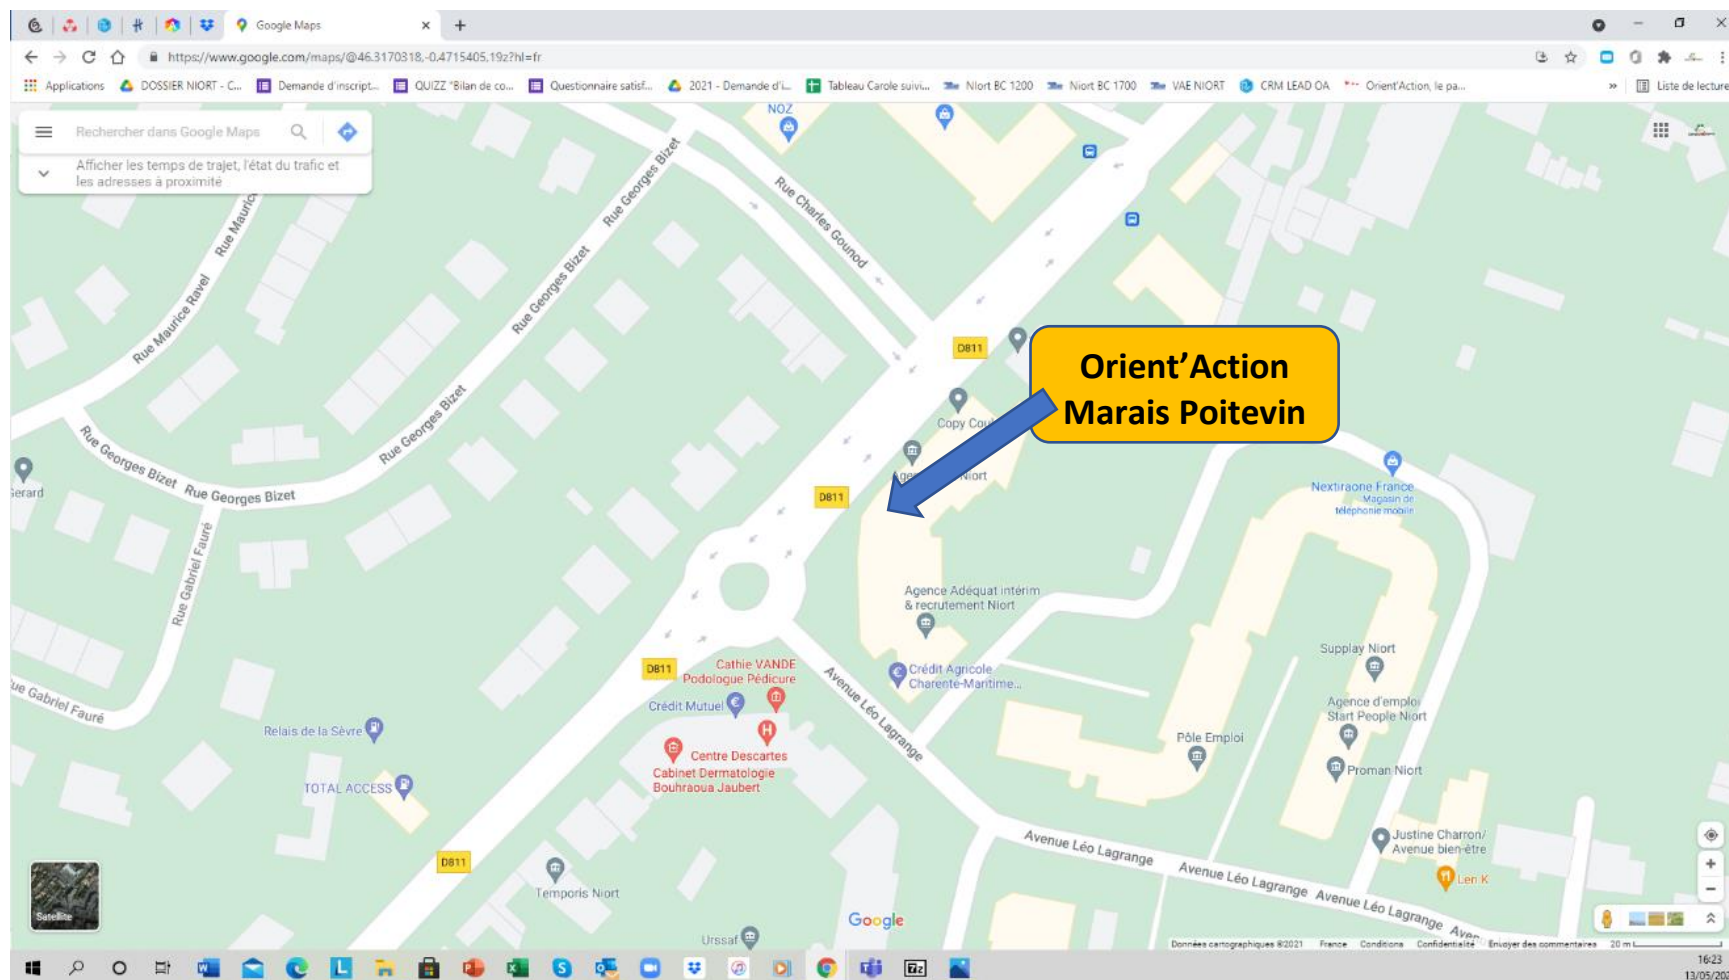 Google Maps
https://www.google.com/maps/@46.3170318,-0.4715405,19z?hl=fr
Applications
DOSSIER NIORT - C...
Demande d'inscript...
QUIZZ "Bilan de co...
Questionnaire satisf...
2021 - Demande d'i...
Tableau Carole suivi...
Niort BC 1200
Niort BC 1700
VAE NIORT
CRM LEAD OA
Orient'Action, le pa...
»
Liste de lecture
Rechercher dans Google Maps
Afficher les temps de trajet, l'état du trafic et
les adresses à proximité
NOZ
Rue Georges Bizet
Rue Georges Bizet
Rue Charles Gounod
Rue Maurice
Rue Maurice Ravel
Rue Georges Bizet
Rue Georges Bizet
D811
Orient'Action
Marais Poitevin
Copy
Niort
Rue Georges Bizet
Rue Georges Bizet
D811
Nextiraone France
Magasin de
téléphonie mobile
Rue Gabriel Fauré
Agence Adéquat intérim
& recrutement Niort
Supplay Niort
D811
Cathie VANDE
Podologue Pédicure
Crédit Agricole
Charente-Maritime...
Gabriel Fauré
Crédit Mutuel
Avenue Léo Lagrange
Agence d'emploi
Start People Niort
Relais de la Sèvre
Pôle Emploi
Centre Descartes
Cabinet Dermatologie
Bouhraoua Jaubert
Proman Niort
TOTAL ACCESS
Justine Charron/
Avenue bien-être
Avenue Léo Lagrange
Avenue Léo Lagrange
Avenue Léo Lagrange
D811
Len K
Temporis Niort
Satellite
Google
Urssaf
Données cartographiques ©2021
France
Conditions
Confidentialité
Envoyer des commentaires
20 m
16:23